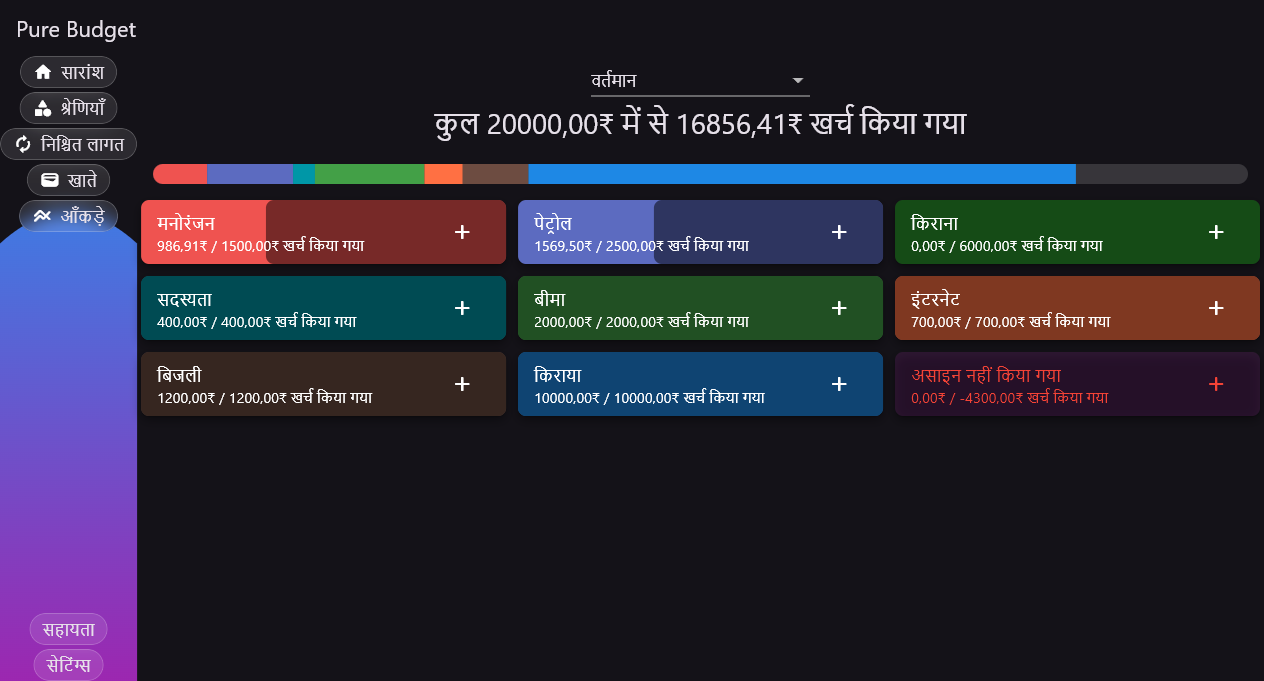 Pure Budget
सारांश
श्रेणियाँ
निश्चित लागत
खाते
आँकड़े
सहायता
सेटिंग्स
वर्तमान
कुल 20000,00₹ में से 16856,41₹ खर्च किया गया
मनोरंजन
986,91₹ / 1500,00₹ खर्च किया गया
पेट्रोल
1569,50₹ / 2500,00₹ खर्च किया गया
किराना
0,00₹ / 6000,00₹ खर्च किया गया
सदस्यता
400,00₹ / 400,00₹ खर्च किया गया
बीमा
2000,00₹ / 2000,00₹ खर्च किया गया
इंटरनेट
700,00₹ / 700,00₹ खर्च किया गया
बिजली
1200,00₹ / 1200,00₹ खर्च किया गया
किराया
10000,00₹ / 10000,00₹ खर्च किया गया
असाइन नहीं किया गया
0,00₹ / -4300,00₹ खर्च किया गया